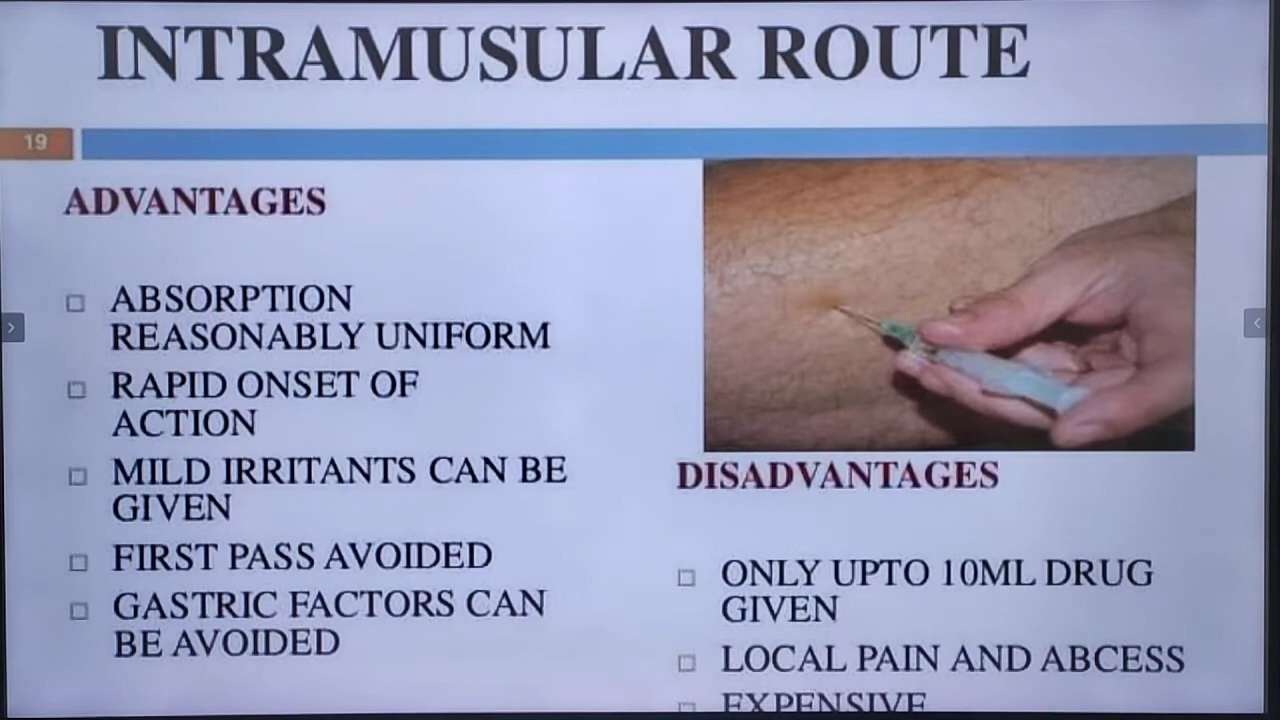 INTRAMUSULAR ROUTE
19
ADVANTAGES
ABSORPTION
REASONABLY UNIFORM
RAPID ONSET OF
ACTION
MILD IRRITANTS CAN BE
GIVEN
FIRST PASS AVOIDED
GASTRIC FACTORS CAN
BE AVOIDED
DISADVANTAGES
ONLY UPTO 10ML DRUG
GIVEN
LOCAL PAIN AND ABCESS
EXPENSIVE